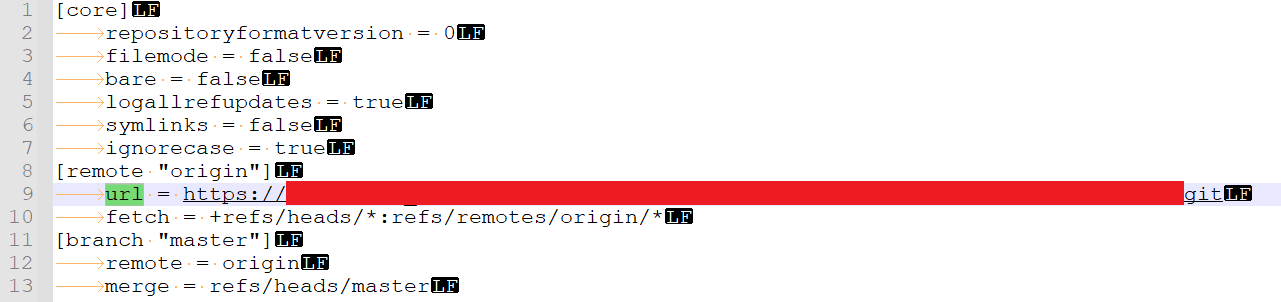 1 [core]LF
2 repositoryformatversion = 0LF
3 filemode = falseLF
4 bare = falseLF
5 logallrefupdates = trueLF
6 symlinks = falseLF
7 ignorecase = trueLF
8 [remote "origin"]LF
9 url = https:// gitLF
10 fetch = +refs/heads/*:refs/remotes/origin/*LF
11 [branch "master"]LF
12 remote = originLF
13 merge = refs/heads/masterLF